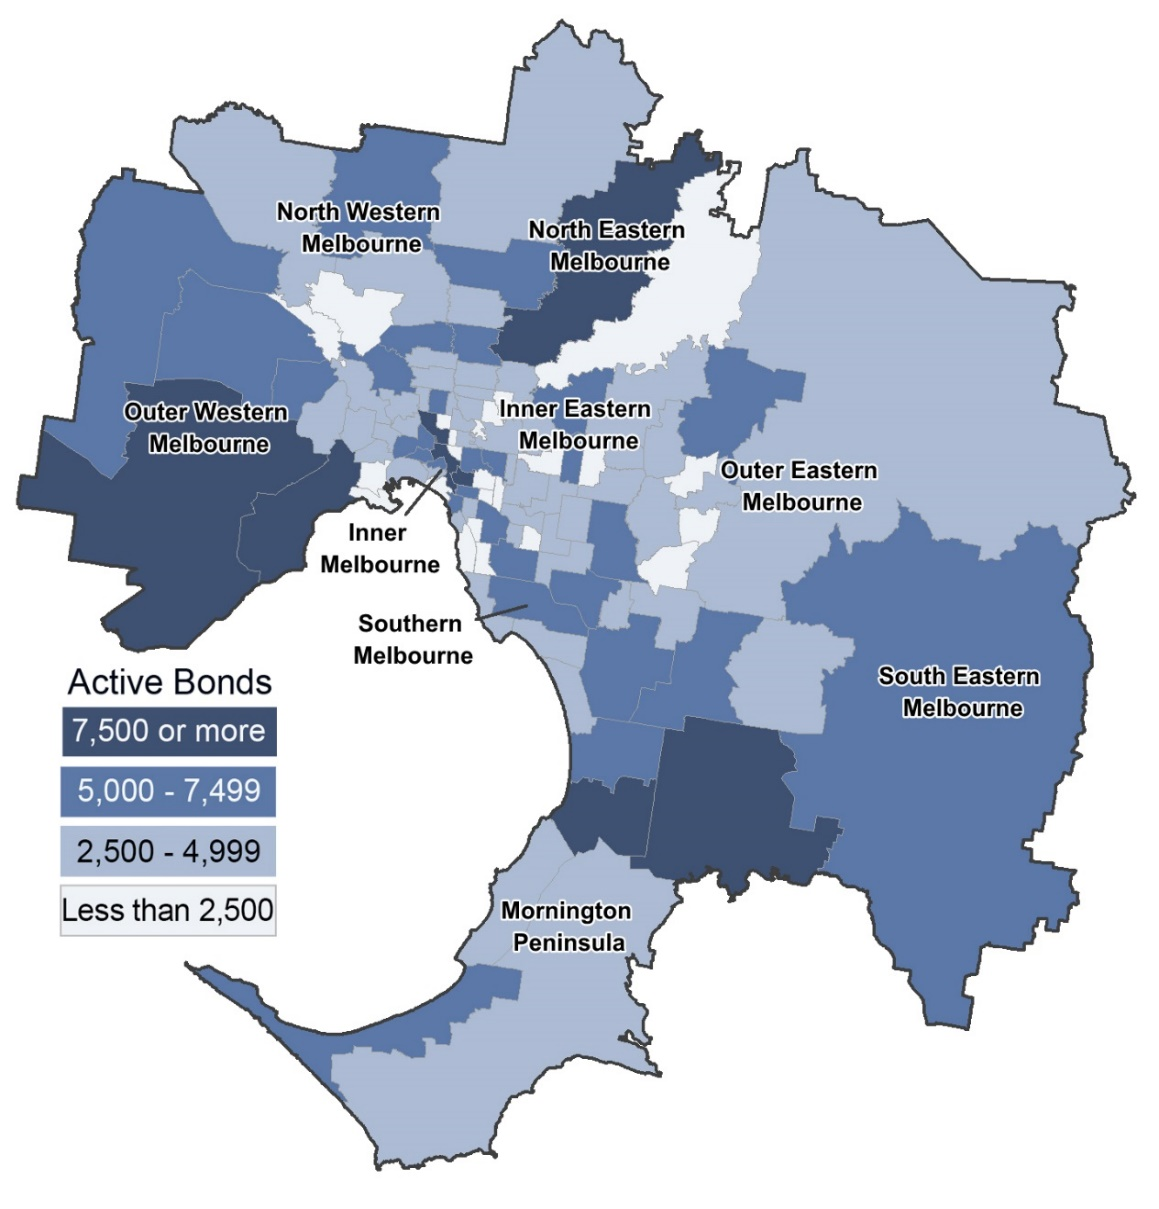 North Western
Melbourne
North Eastern
Melbourne
Outer Western
Melbourne
Inner Eastern
Melbourne
Outer Eastern
Melbourne
Inner
Melbourne
Southern
Melbourne
South Eastern
Melbourne
Mornington
Peninsula
Active Bonds
7,500 or more
5,000 - 7,499
2,500 - 4,999
Less than 2,500